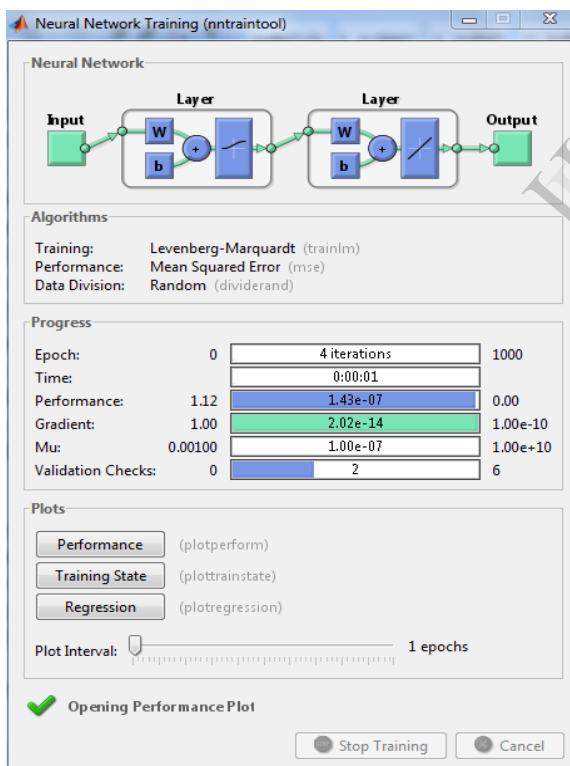 Neural Network Training (nntraintool)
Neural Network
Layer Layer
Input Output
W W
b b
+ +
Algorithms
Training: Levenberg-Marquardt (trainlm)
Performance: Mean Squared Error (mse)
Data Division: Random (dividerand)
Progress
Epoch: 0 4 iterations 1000
Time: 0:00:01
Performance: 1.12 1.43e-07 0.00
Gradient: 1.00 2.02e-14 1.00e-10
Mu: 0.00100 1.00e-07 1.00e+10
Validation Checks: 0 2 6
Plots
Performance (plotperform)
Training State (plottrainstate)
Regression (plotregression)
Plot Interval: 1 epochs
Opening Performance Plot
Stop Training Cancel